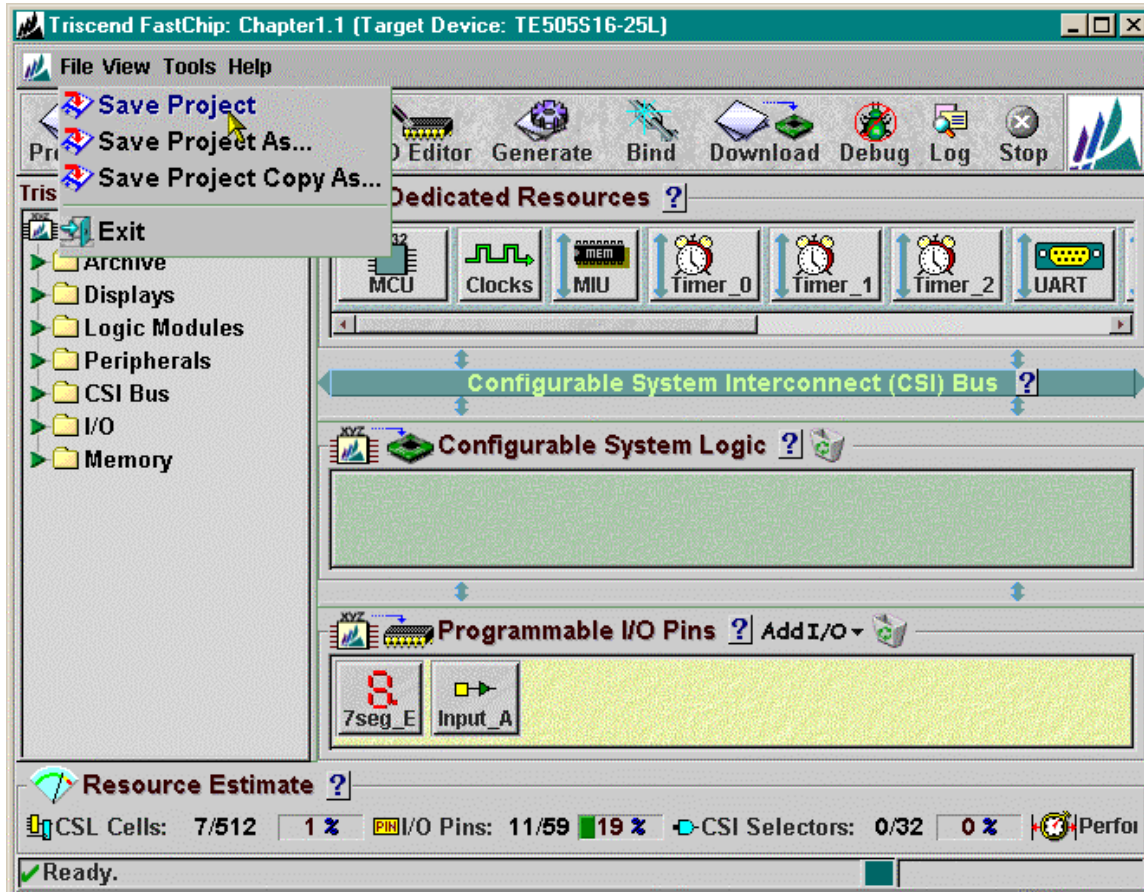 Triscend FastChip: Chapter1.1 (Target Device: TE505S16-25L)
File View Tools Help
Save Project
Save Project As...
Save Project Copy As...
Exit
Pr
Editor Generate Bind Download Debug Log Stop
Tris
Dedicated Resources ?
XYZ
32
MEM
MCU Clocks MIU Timer_0 Timer_1 Timer_2 UART
Archive
Displays
Logic Modules
Peripherals
CSI Bus
I/O
Memory
Configurable System Interconnect (CSI) Bus ?
XYZ
Configurable System Logic ?
XYZ
Programmable I/O Pins ? Add I/O
7seg_E Input_A
Resource Estimate ?
CSL Cells: 7/512 1 % PIN I/O Pins: 11/59 19 % CSI Selectors: 0/32 0 % Perfor
Ready.